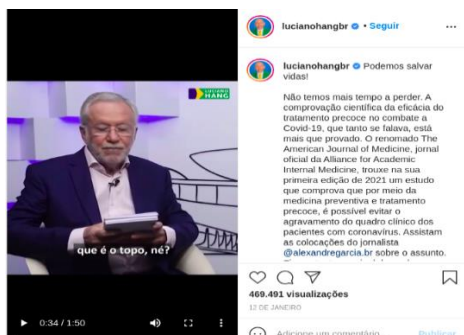 LUCIANO
HANG
que é o topo, né?
0:34 / 1:50
lucianohangbr • Seguir
lucianohangbr Podemos salvar
vidas!
Não temos mais tempo a perder. A
comprovação científica da eficácia do
tratamento precoce no combate a
Covid-19, que tanto se falava, está
mais que provado. O renomado The
American Journal of Medicine, jornal
oficial da Alliance for Academic
Internal Medicine, trouxe na sua
primeira edição de 2021 um estudo
que comprova que por meio da
medicina preventiva e tratamento
precoce, é possível evitar o
agravamento do quadro clínico dos
pacientes com coronavírus. Assistam
as colocações do jornalista
@alexandregarcia.br sobre o assunto.
469.491 visualizações
12 DE JANEIRO
Adicione um comentário
Publicar